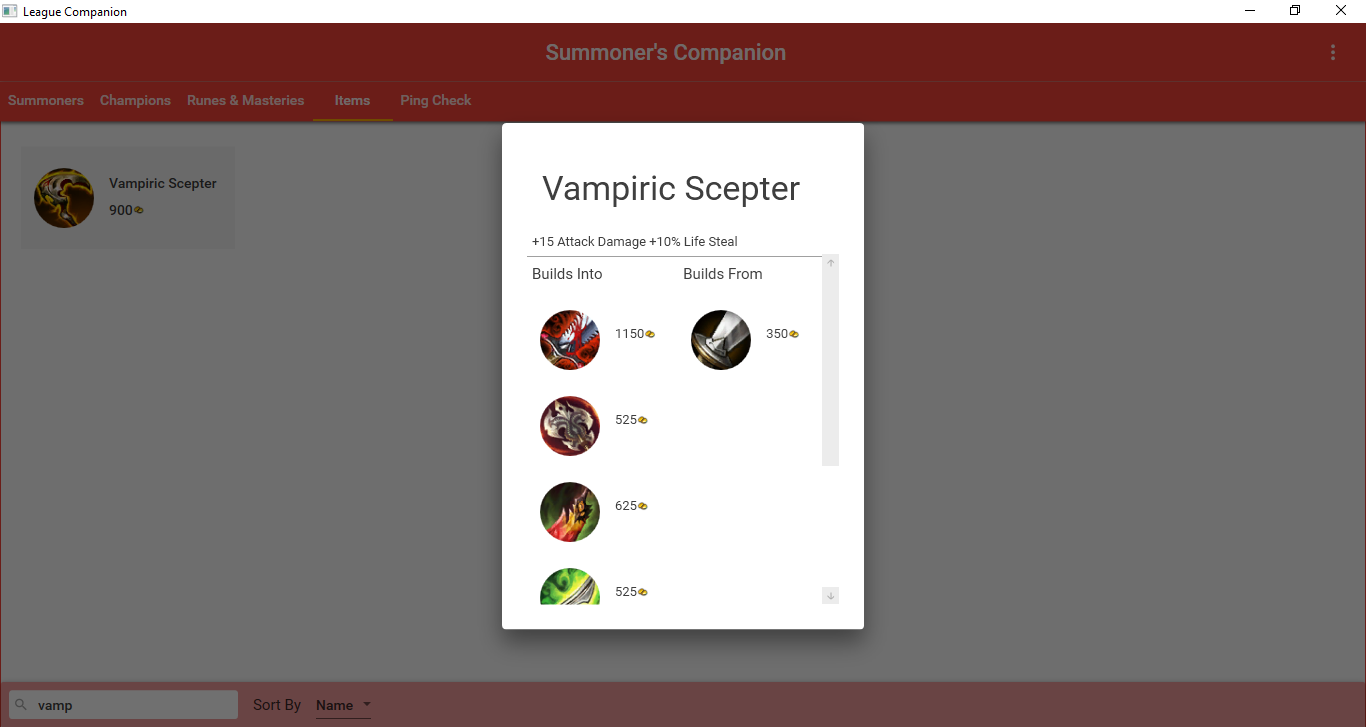 League Companion
Summoner's Companion
Summoners Champions Runes & Masteries Items Ping Check
Vampiric Scepter
900
Vampiric Scepter
+15 Attack Damage +10% Life Steal
Builds Into Builds From
1150 350
525
625
525
vamp Sort By Name